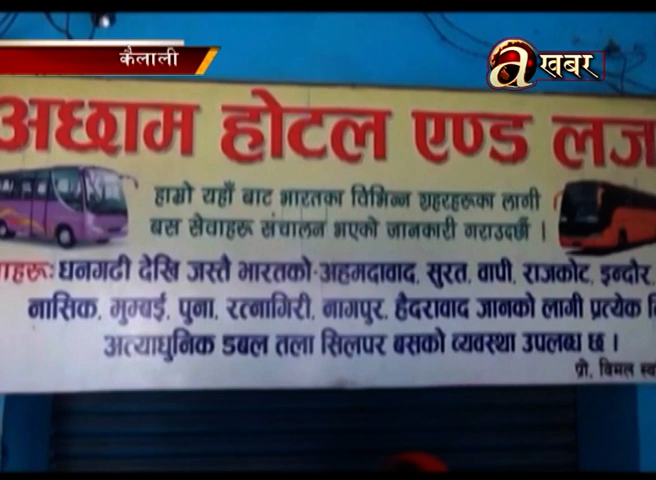 कैलाली
a खबर
अछाम होटल एण्ड लज
हाम्रो यहाँ बाट भारतका विभिन्न शहरहरूका लागी
बस सेवाहरू संचालन भएको जानकारी गराउदछौं ।
धनगढी देखि जस्तै भारतको-अहमदावाद, सुरत, वापी, राजकोट, इन्दौर,
नासिक, मुम्बई, पुना, रत्नागिरी, नागपुर, हैदरावाद जानको लागी प्रत्येक
अत्याधुनिक डबल तला सिलपर बसको व्यवस्था उपलब्ध छ ।
प्रो. विमल